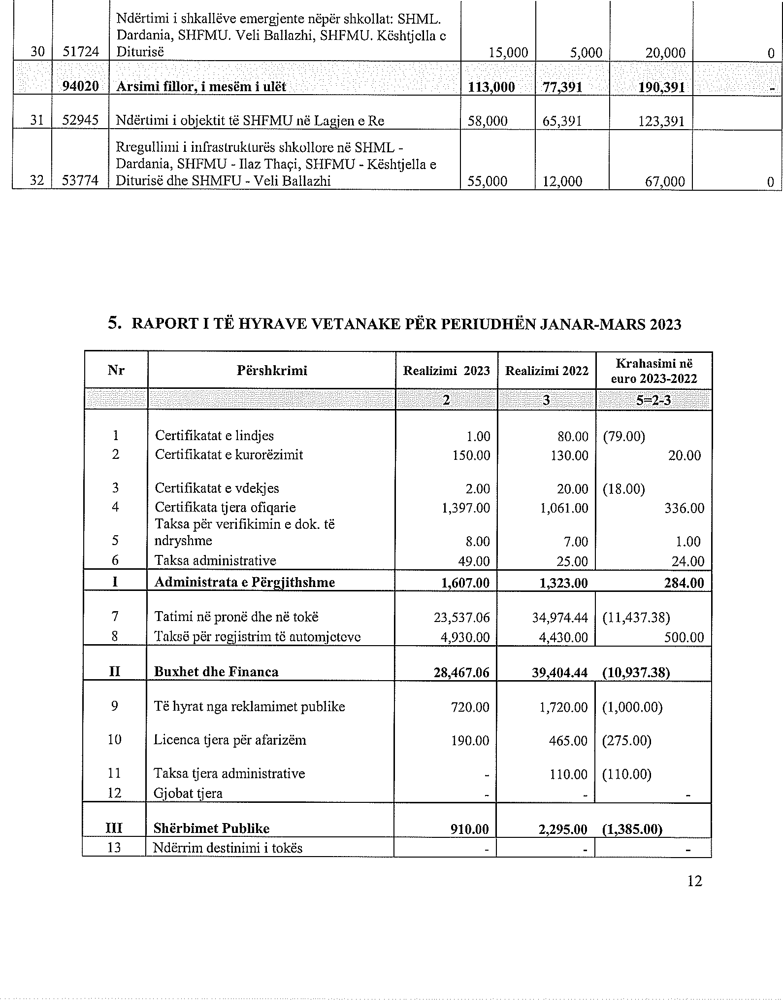 Ndërtimi i shkallëve emergjente nëpër shkollat: SHML.
Dardania, SHFMU. Veli Ballazhi, SHFMU. Kështjella e
30 51724 Diturisë 15,000 5,000 20,000 0
94020 Arsimi fillor, i mesëm i ulët 113,000 77,391 190,391 -
31 52945 Ndërtimi i objektit të SHFMU në Lagjen e Re 58,000 65,391 123,391
Rregullimi i infrastrukturës shkollore në SHML -
Dardania, SHFMU - Ilaz Thaçi, SHFMU - Kështjella e
32 53774 Diturisë dhe SHMFU - Veli Ballazhi 55,000 12,000 67,000 0
5. RAPORT I TË HYRAVE VETANAKE PËR PERIUDHËN JANAR-MARS 2023
Nr Përshkrimi Realizimi 2023 Realizimi 2022 Krahasimi në
euro 2023-2022
2 3 5=2-3
1 Certifikatat e lindjes 1.00 80.00 (79.00)
2 Certifikatat e kurorëzimit 150.00 130.00 20.00
3 Certifikatat e vdekjes 2.00 20.00 (18.00)
4 Certifikata tjera ofiqarie 1,397.00 1,061.00 336.00
Taksa për verifikimin e dok. të
5 ndryshme 8.00 7.00 1.00
6 Taksa administrative 49.00 25.00 24.00
I Administrata e Përgjithshme 1,607.00 1,323.00 284.00
7 Tatimi në pronë dhe në tokë 23,537.06 34,974.44 (11,437.38)
8 Taksë për regjistrim të automjeteve 4,930.00 4,430.00 500.00
II Buxhet dhe Financa 28,467.06 39,404.44 (10,937.38)
9 Të hyrat nga reklamimet publike 720.00 1,720.00 (1,000.00)
10 Licenca tjera për afarizëm 190.00 465.00 (275.00)
11 Taksa tjera administrative - 110.00 (110.00)
12 Gjobat tjera - - -
III Shërbimet Publike 910.00 2,295.00 (1,385.00)
13 Ndërrim destinimi i tokës - - -
12